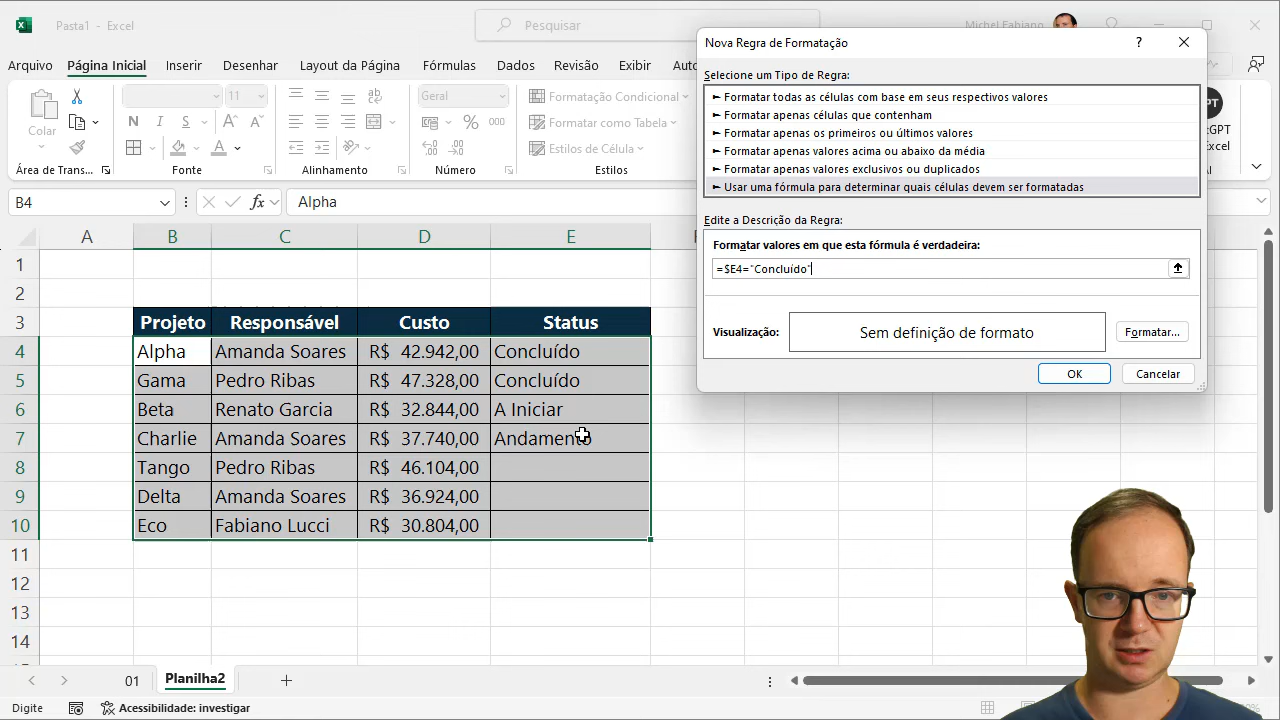 Pasta1 - Excel
Pesquisar
Michel Fabiano
Arquivo
Página Inicial
Inserir
Desenhar
Layout da Página
Fórmulas
Dados
Revisão
Exibir
Colar
11
Geral
Formatação Condicional
Formatar como Tabela
Estilos de Célula
Área de Trans...
Fonte
Alinhamento
Número
Estilos
B4
fx
Alpha
A B C D E
1
2
3 Projeto Responsável Custo Status
4 Alpha Amanda Soares R$ 42.942,00 Concluído
5 Gama Pedro Ribas R$ 47.328,00 Concluído
6 Beta Renato Garcia R$ 32.844,00 A Iniciar
7 Charlie Amanda Soares R$ 37.740,00 Andamento
8 Tango Pedro Ribas R$ 46.104,00
9 Delta Amanda Soares R$ 36.924,00
10 Eco Fabiano Lucci R$ 30.804,00
11
12
13
14
Nova Regra de Formatação
?
Selecione um Tipo de Regra:
► Formatar todas as células com base em seus respectivos valores
► Formatar apenas células que contenham
► Formatar apenas os primeiros ou últimos valores
► Formatar apenas valores acima ou abaixo da média
► Formatar apenas valores exclusivos ou duplicados
► Usar uma fórmula para determinar quais células devem ser formatadas
Edite a Descrição da Regra:
Formatar valores em que esta fórmula é verdadeira:
=$E4="Concluído"
Visualização:
Sem definição de formato
Formatar...
OK
Cancelar
01
Planilha2
Digite
Acessibilidade: investigar